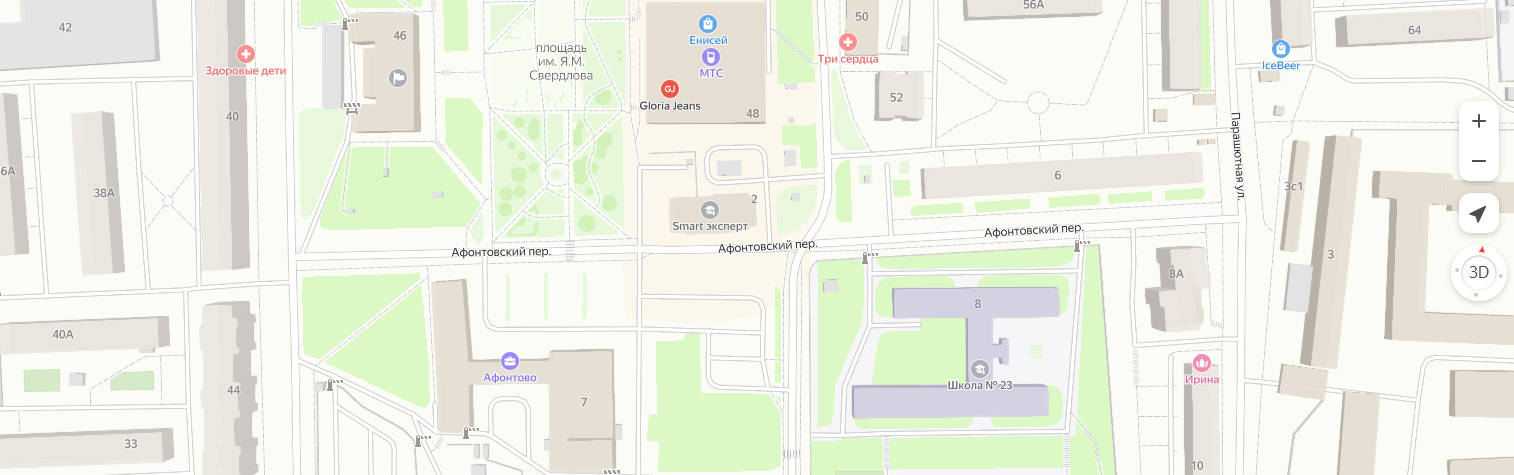 56А
50
42
46
64
площадь
им. Я.М.
Свердлова
Енисей
МТС
Три сердца
IceBeer
Здоровые дети
GJ
Gloria Jeans
52
48
40
Парашютная ул.
6А
38А
6
3с1
2
Smart эксперт
Афонтовский пер.
Афонтовский пер.
Афонтовский пер.
3
8А
3D
8
40А
Афонтово
Школа № 23
Ирина
44
7
33
10